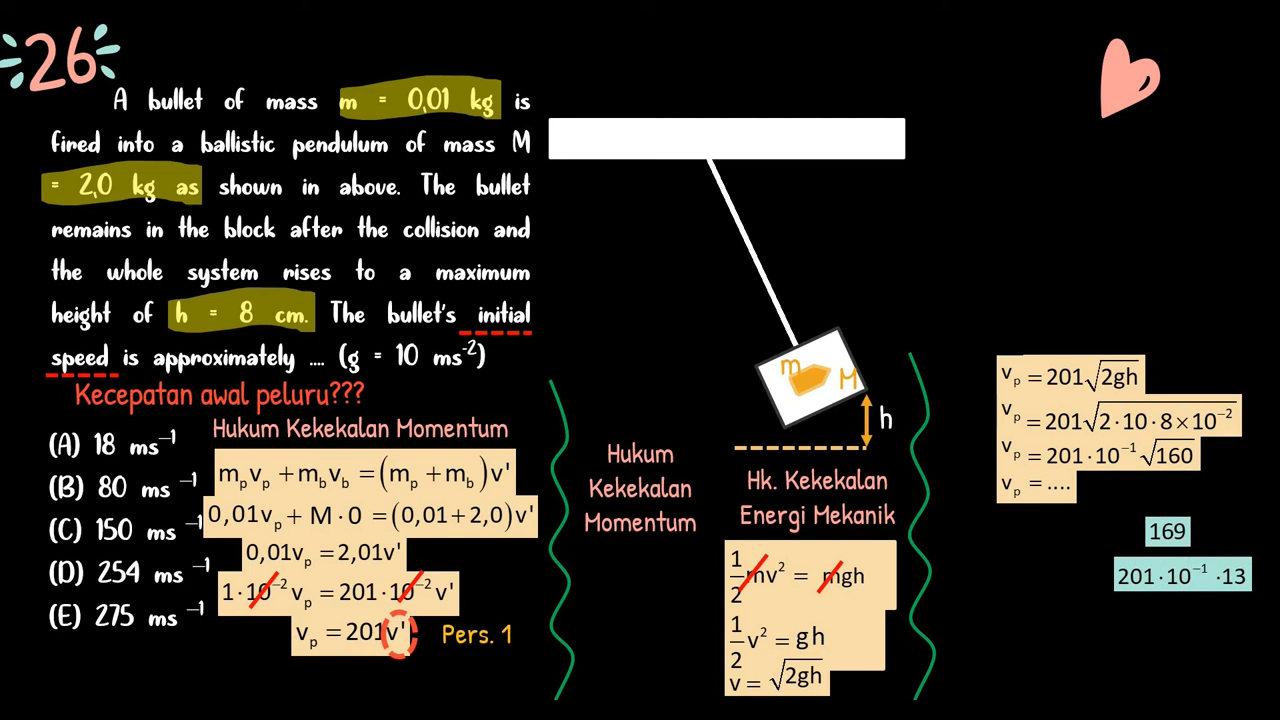 26
A bullet of mass m = 0,01 kg is
fired into a ballistic pendulum of mass M
= 2,0 kg as shown in above. The bullet
remains in the block after the collision and
the whole system rises to a maximum
height of h = 8 cm. The bullet's initial
speed is approximately .... (g = 10 ms⁻²)
Kecepatan awal peluru???
(A) 18 ms⁻¹
(B) 80 ms⁻¹
(C) 150 ms⁻¹
(D) 254 ms⁻¹
(E) 275 ms⁻¹
Hukum Kekekalan Momentum
mₚvₚ + m_b v_b = (mₚ + m_b) v'
0,01vₚ + M · 0 = (0,01 + 2,0) v'
0,01vₚ = 2,01v'
1 · 10⁻² vₚ = 201 · 10⁻² v'
vₚ = 201v'
Pers. 1
m
M
h
Hukum
Kekekalan
Momentum
Hk. Kekekalan
Energi Mekanik
1/2 mv² = mgh
1/2 v² = gh
v = √2gh
vₚ = 201√2gh
vₚ = 201√2 · 10 · 8 × 10⁻²
vₚ = 201 · 10⁻¹ √160
vₚ = ....
169
201 · 10⁻¹ · 13